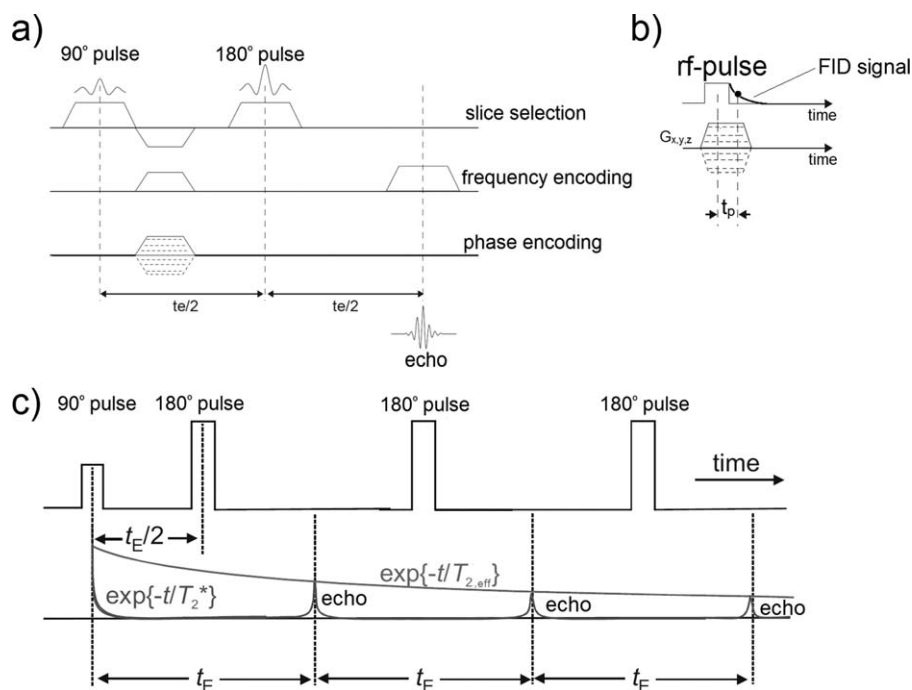 a)
90° pulse
180° pulse
slice selection
frequency encoding
phase encoding
te/2
te/2
echo
b)
rf-pulse
FID signal
time
Gx,y,z
time
tp
c)
90° pulse
180° pulse
180° pulse
180° pulse
time
tE/2
exp{-t/T2,eff}
exp{-t/T2*}
echo
echo
echo
tE
tE
tE